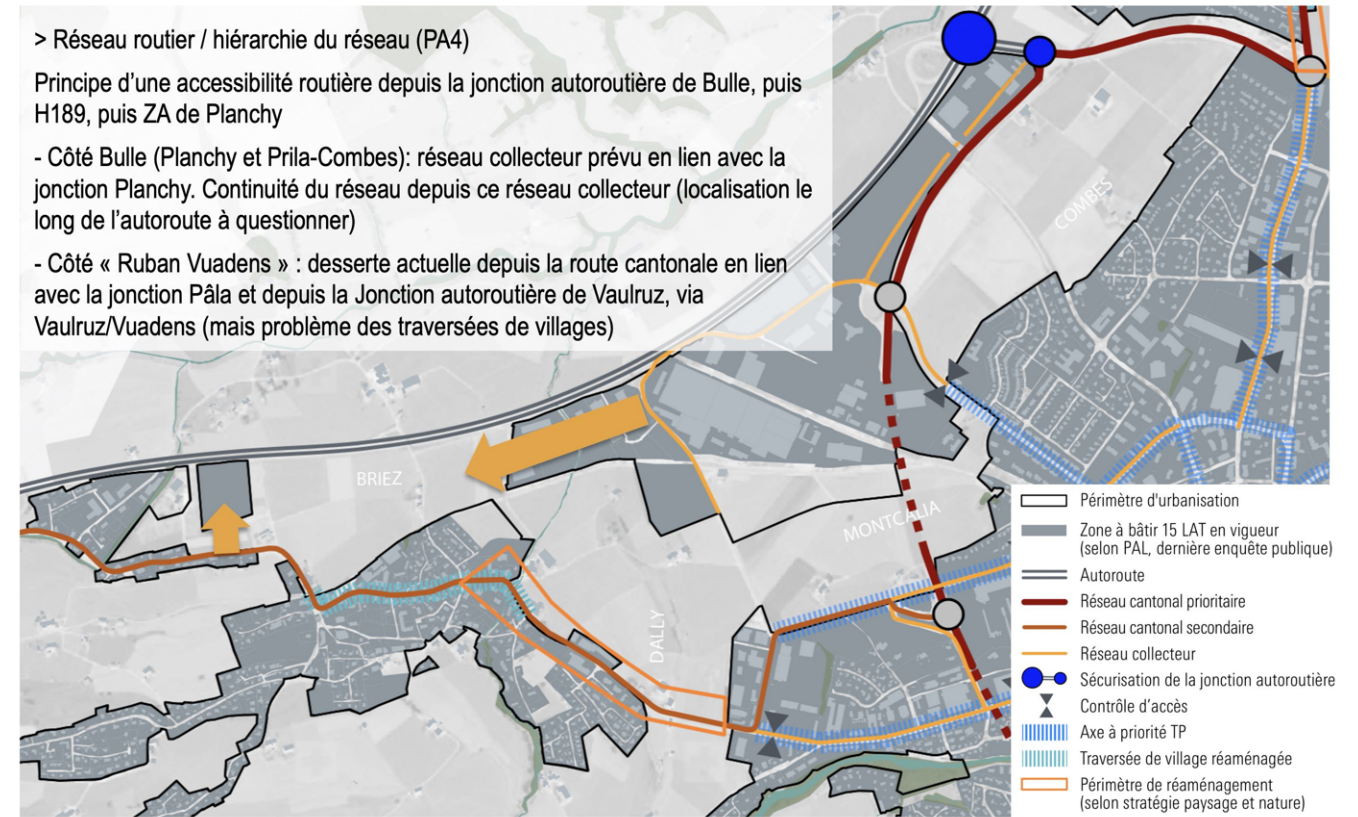 > Réseau routier / hiérarchie du réseau (PA4)
Principe d’une accessibilité routière depuis la jonction autoroutière de Bulle, puis
H189, puis ZA de Planchy
- Côté Bulle (Planchy et Prila-Combes): réseau collecteur prévu en lien avec la
jonction Planchy. Continuité du réseau depuis ce réseau collecteur (localisation le
long de l’autoroute à questionner)
- Côté « Ruban Vuadens » : desserte actuelle depuis la route cantonale en lien
avec la jonction Pâla et depuis la Jonction autoroutière de Vaulruz, via
Vaulruz/Vuadens (mais problème des traversées de villages)
COMBES
BRIEZ
MONTCALIA
DALLY
Périmètre d'urbanisation
Zone à bâtir 15 LAT en vigueur
(selon PAL, dernière enquête publique)
Autoroute
Réseau cantonal prioritaire
Réseau cantonal secondaire
Réseau collecteur
Sécurisation de la jonction autoroutière
Contrôle d’accès
Axe à priorité TP
Traversée de village réaménagée
Périmètre de réaménagement
(selon stratégie paysage et nature)